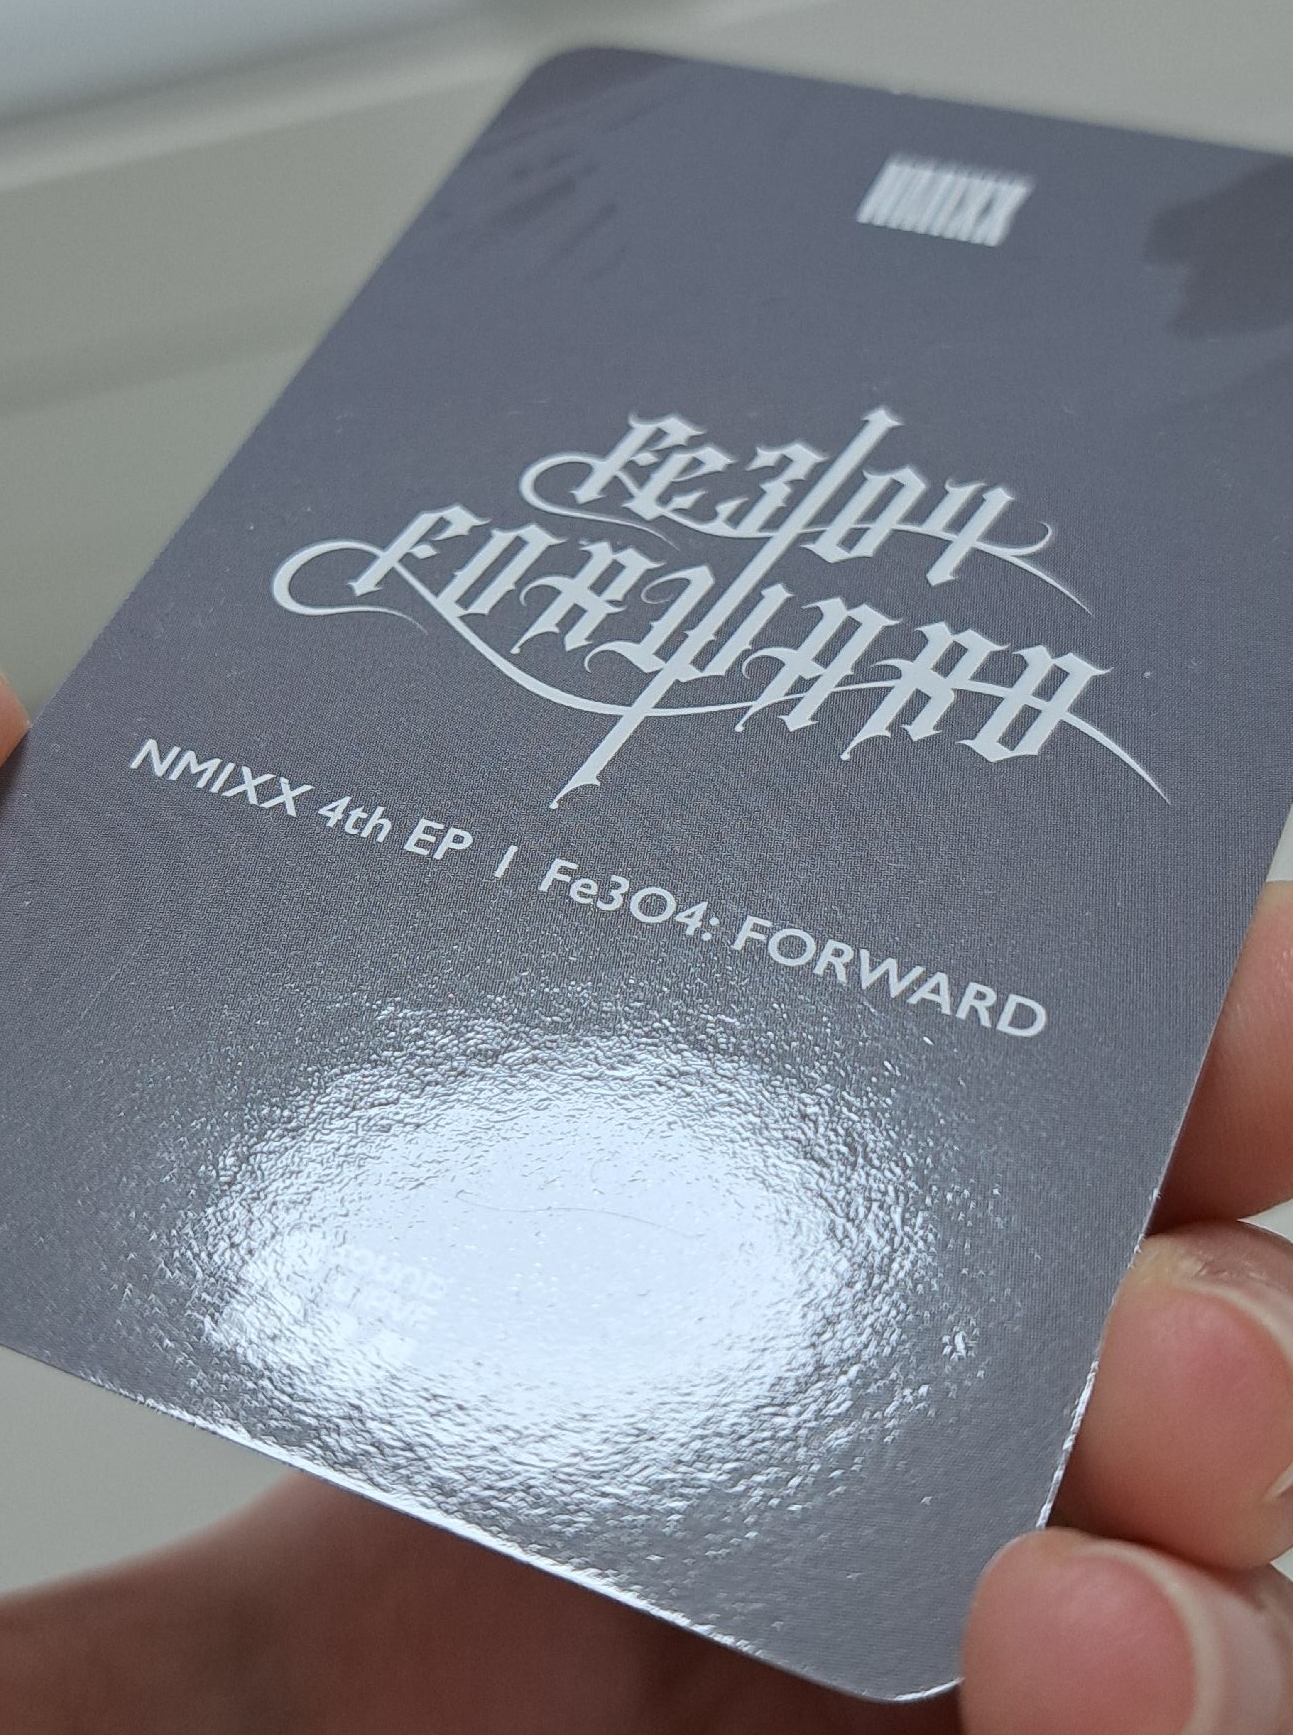 NMIXX
Fe3O4
FORWARD
NMIXX 4th EP | Fe3O4: FORWARD